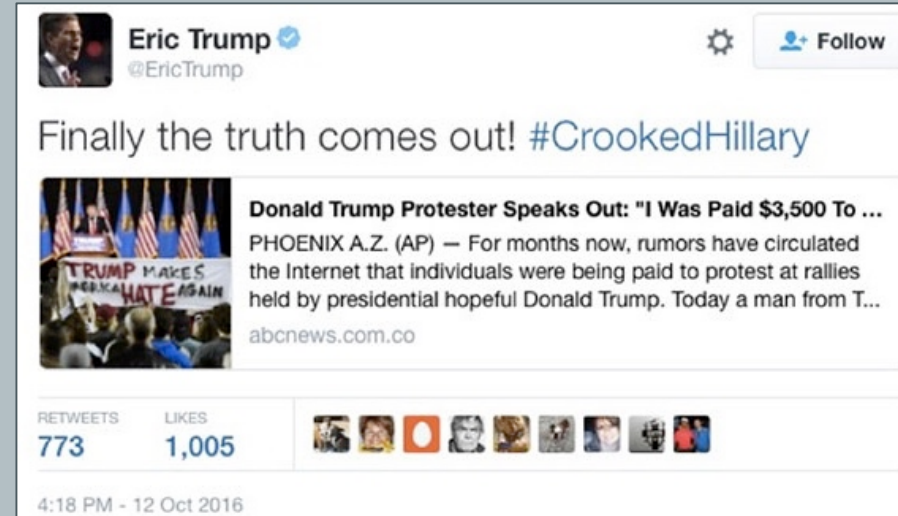 Eric Trump
@EricTrump
Follow
Finally the truth comes out! #CrookedHillary
Donald Trump Protester Speaks Out: "I Was Paid $3,500 To ...
PHOENIX A.Z. (AP) — For months now, rumors have circulated
the Internet that individuals were being paid to protest at rallies
held by presidential hopeful Donald Trump. Today a man from T...
abcnews.com.co
TRUMP MAKES
HATE AGAIN
RETWEETS LIKES
773 1,005
4:18 PM - 12 Oct 2016